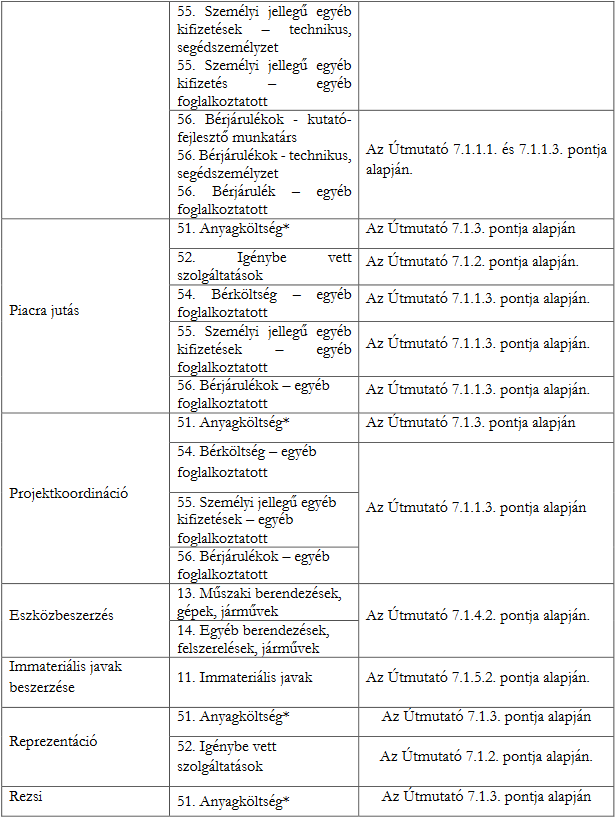 55. Személyi jellegű egyéb
kifizetések – technikus,
segédszemélyzet
55. Személyi jellegű egyéb
kifizetés – egyéb
foglalkoztatott
56. Bérjárulékok - kutató-
fejlesztő munkatárs
56. Bérjárulékok - technikus,
segédszemélyzet
56. Bérjárulék – egyéb
foglalkoztatott
Az Útmutató 7.1.1.1. és 7.1.1.3. pontja
alapján.
Piacra jutás
51. Anyagköltség*
Az Útmutató 7.1.3. pontja alapján
52. Igénybe vett
szolgáltatások
Az Útmutató 7.1.2. pontja alapján.
54. Bérköltség – egyéb
foglalkoztatott
Az Útmutató 7.1.1.3. pontja alapján.
55. Személyi jellegű egyéb
kifizetések – egyéb
foglalkoztatott
Az Útmutató 7.1.1.3. pontja alapján.
56. Bérjárulékok – egyéb
foglalkoztatott
Az Útmutató 7.1.1.3. pontja alapján.
Projektkoordináció
51. Anyagköltség*
Az Útmutató 7.1.3. pontja alapján
54. Bérköltség – egyéb
foglalkoztatott
55. Személyi jellegű egyéb
kifizetések – egyéb
foglalkoztatott
56. Bérjárulékok – egyéb
foglalkoztatott
Az Útmutató 7.1.1.3. pontja alapján
Eszközbeszerzés
13. Műszaki berendezések,
gépek, járművek
14. Egyéb berendezések,
felszerelések, járművek
Az Útmutató 7.1.4.2. pontja alapján.
Immateriális javak
beszerzése
11. Immateriális javak
Az Útmutató 7.1.5.2. pontja alapján.
Reprezentáció
51. Anyagköltség*
Az Útmutató 7.1.3. pontja alapján
52. Igénybe vett
szolgáltatások
Az Útmutató 7.1.2. pontja alapján.
Rezsi
51. Anyagköltség*
Az Útmutató 7.1.3. pontja alapján